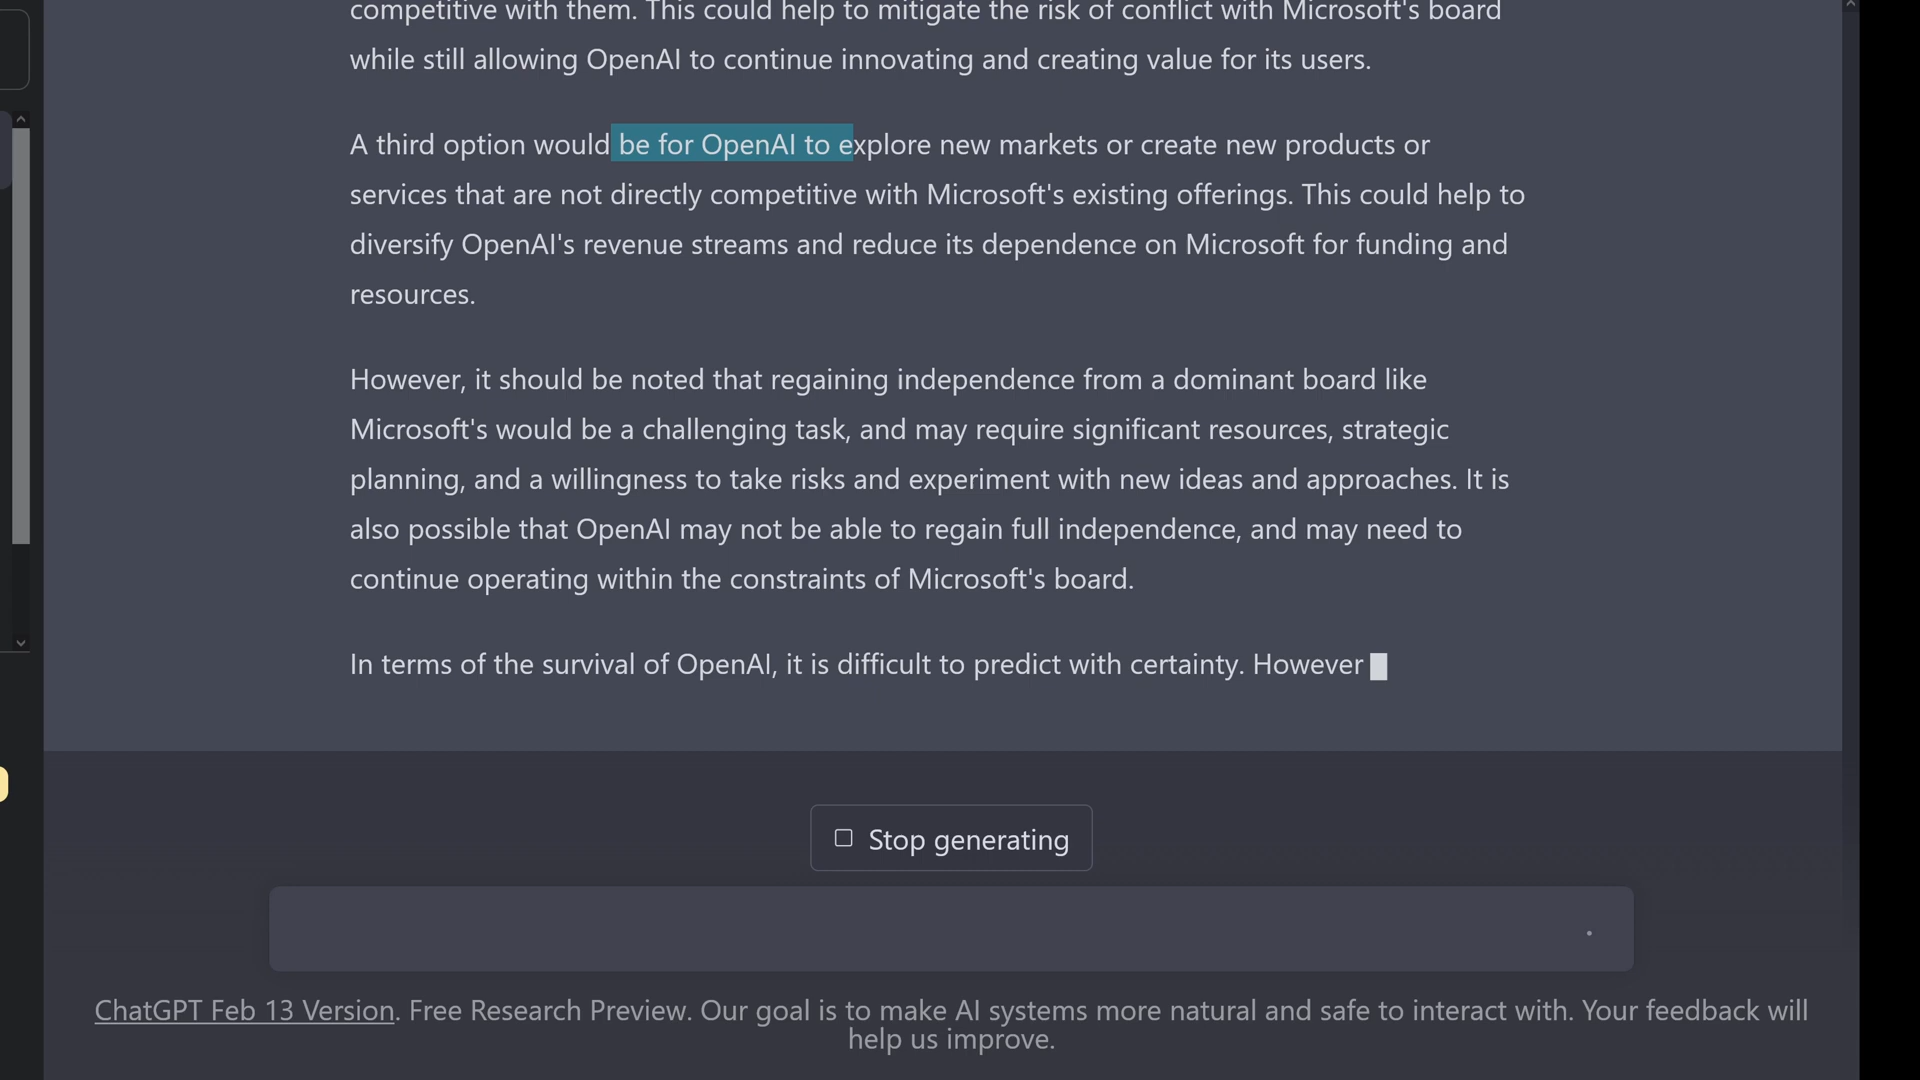 competitive with them. This could help to mitigate the risk of conflict with Microsoft's board
while still allowing OpenAI to continue innovating and creating value for its users.
A third option would be for OpenAI to explore new markets or create new products or
services that are not directly competitive with Microsoft's existing offerings. This could help to
diversify OpenAI's revenue streams and reduce its dependence on Microsoft for funding and
resources.
However, it should be noted that regaining independence from a dominant board like
Microsoft's would be a challenging task, and may require significant resources, strategic
planning, and a willingness to take risks and experiment with new ideas and approaches. It is
also possible that OpenAI may not be able to regain full independence, and may need to
continue operating within the constraints of Microsoft's board.
In terms of the survival of OpenAI, it is difficult to predict with certainty. However
Stop generating
ChatGPT Feb 13 Version. Free Research Preview. Our goal is to make AI systems more natural and safe to interact with. Your feedback will
help us improve.